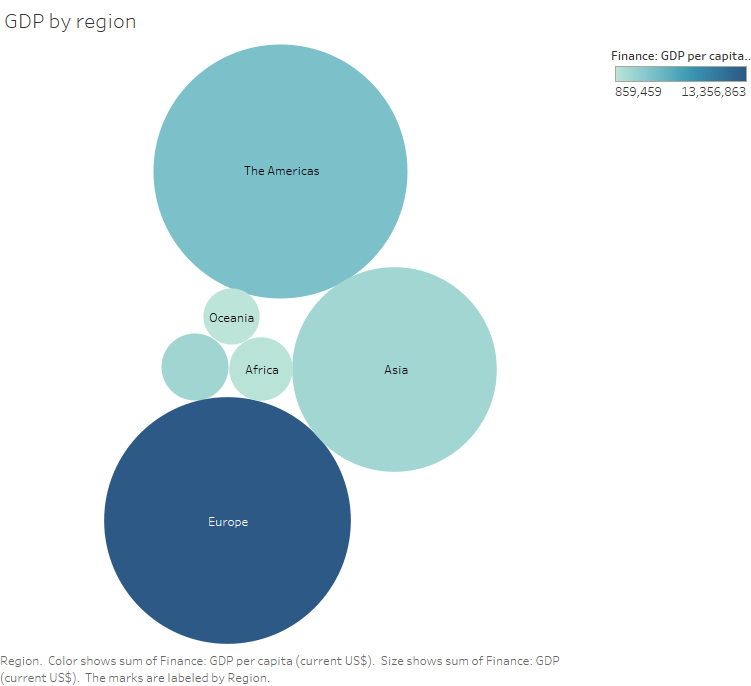 GDP by region
Finance: GDP per capita..
859,459 13,356,863
The Americas
Oceania
Africa
Asia
Europe
Region. Color shows sum of Finance: GDP per capita (current US$). Size shows sum of Finance: GDP
(current US$). The marks are labeled by Region.